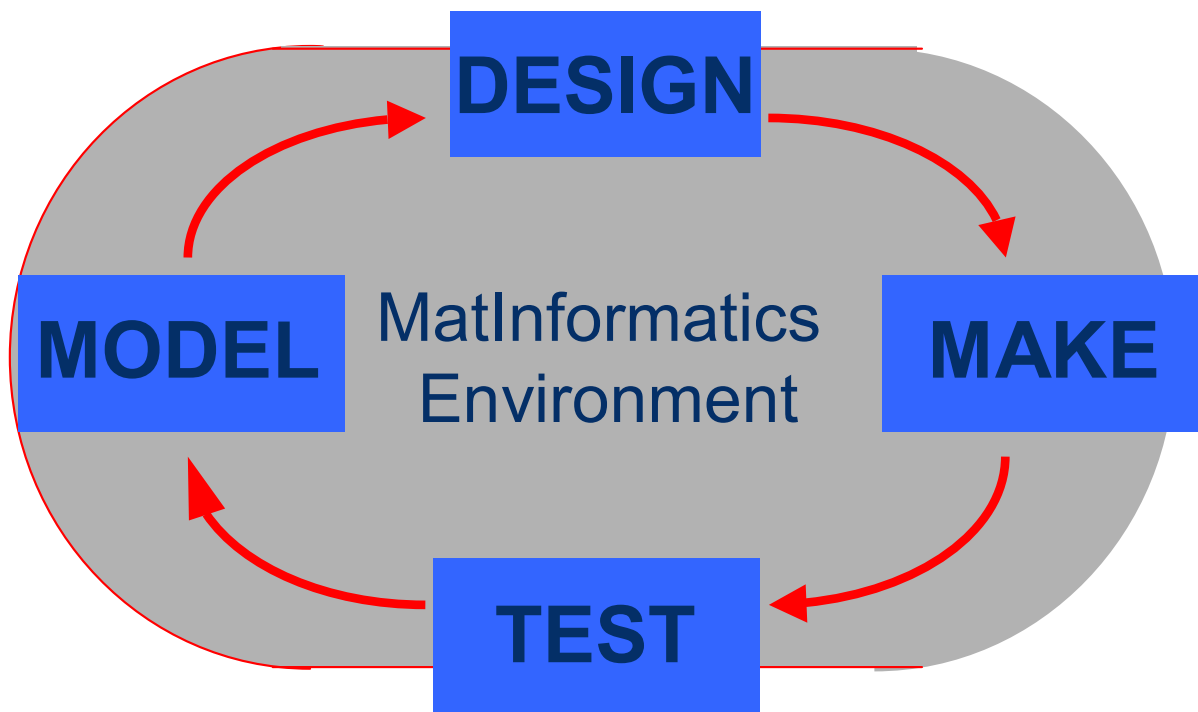 DESIGN
MODEL
MatInformatics
Environment
MAKE
TEST